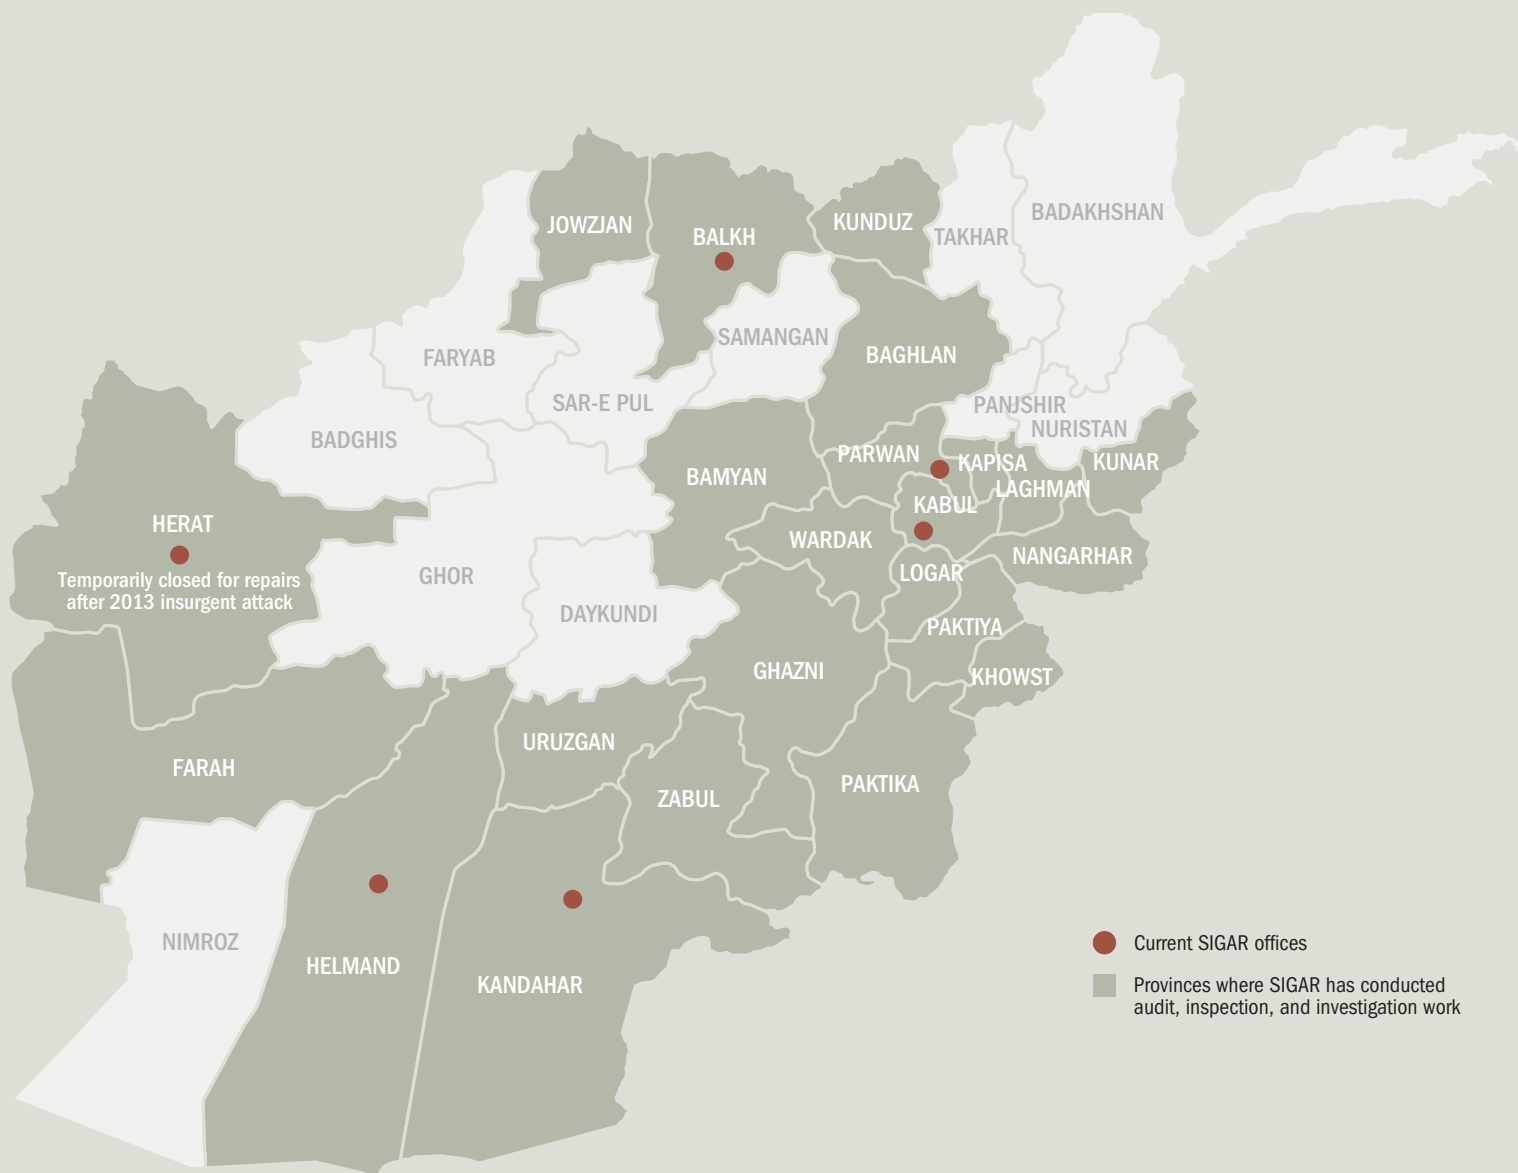 BADAKHSHAN
JOWZJAN
KUNDUZ
BALKH
TAKHAR
SAMANGAN
FARYAB
BAGHLAN
SAR-E PUL
PANJSHIR
NURISTAN
BADGHIS
PARWAN
KAPISA
KUNAR
BAMYAN
LAGHMAN
KABUL
HERAT
WARDAK
NANGARHAR
Temporarily closed for repairs
after 2013 insurgent attack
GHOR
LOGAR
DAYKUNDI
PAKTIYA
GHAZNI
KHOWST
URUZGAN
FARAH
PAKTIKA
ZABUL
NIMROZ
HELMAND
KANDAHAR
Current SIGAR offices
Provinces where SIGAR has conducted
audit, inspection, and investigation work